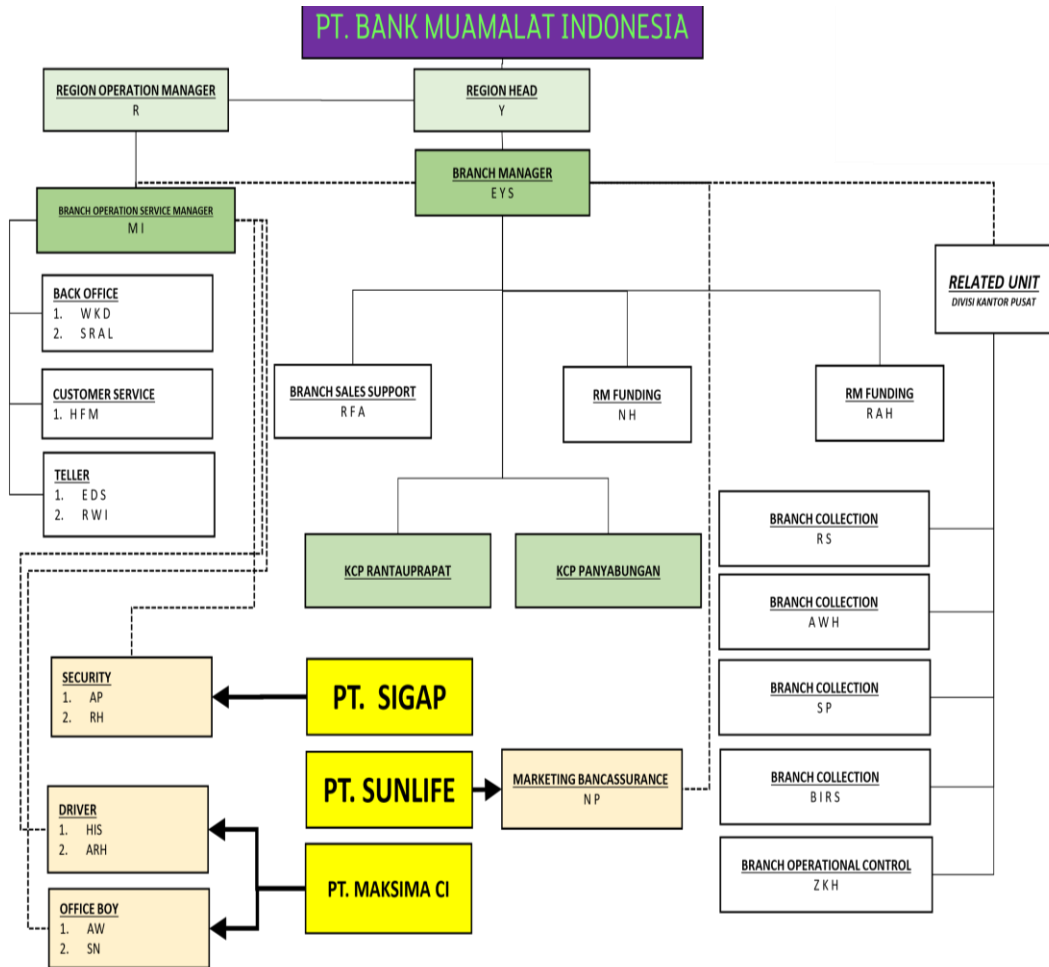 PT. BANK MUAMALAT INDONESIA
REGION OPERATION MANAGER
R
REGION HEAD
Y
BRANCH MANAGER
E Y S
BRANCH OPERATION SERVICE MANAGER
M I
BACK OFFICE
1. W K D
2. S R A L
CUSTOMER SERVICE
1. H F M
TELLER
1. E D S
2. R W I
RELATED UNIT
DIVISI KANTOR PUSAT
BRANCH SALES SUPPORT
R F A
RM FUNDING
N H
RM FUNDING
R A H
KCP RANTAUPRAPAT
KCP PANYABUNGAN
BRANCH COLLECTION
R S
BRANCH COLLECTION
A W H
BRANCH COLLECTION
S P
BRANCH COLLECTION
B I R S
BRANCH OPERATIONAL CONTROL
Z K H
SECURITY
1. AP
2. RH
PT. SIGAP
PT. SUNLIFE
MARKETING BANCASSURANCE
N P
DRIVER
1. HIS
2. ARH
PT. MAKSIMA CI
OFFICE BOY
1. AW
2. SN